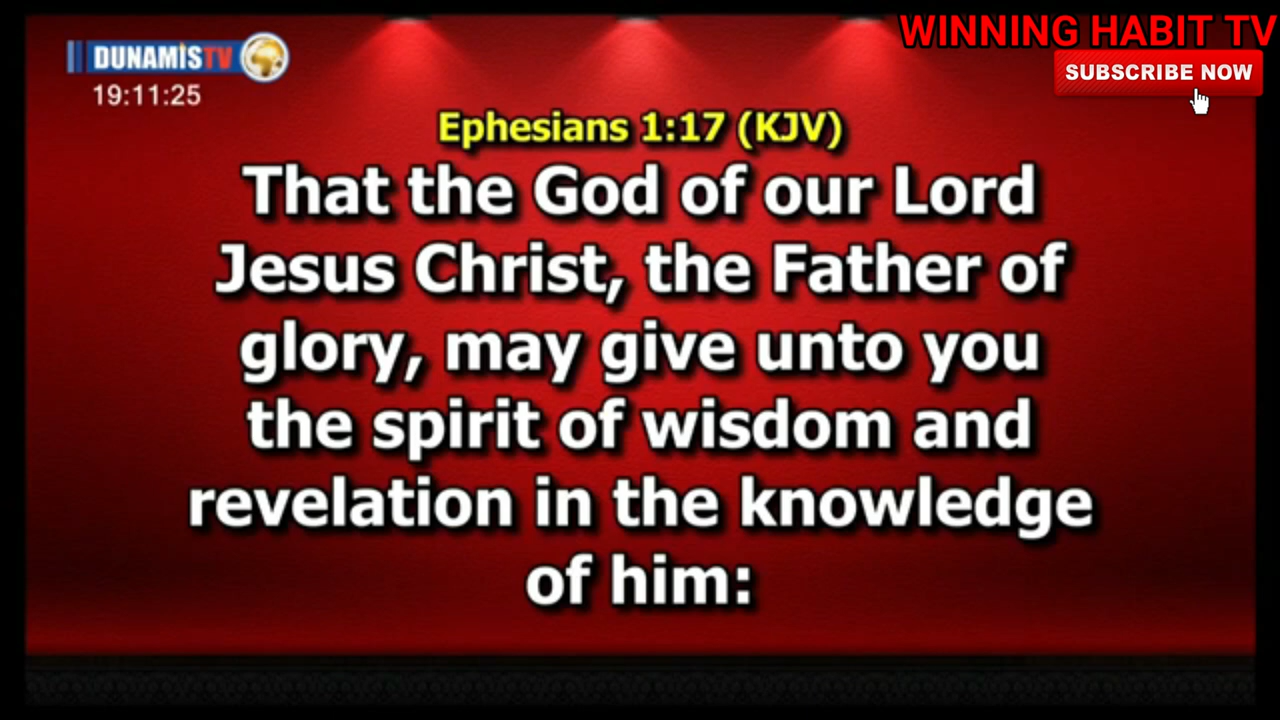 WINNING HABIT TV
DUNAMISTV
SUBSCRIBE NOW
19:11:25
Ephesians 1:17 (KJV)
That the God of our Lord
Jesus Christ, the Father of
glory, may give unto you
the spirit of wisdom and
revelation in the knowledge
of him: